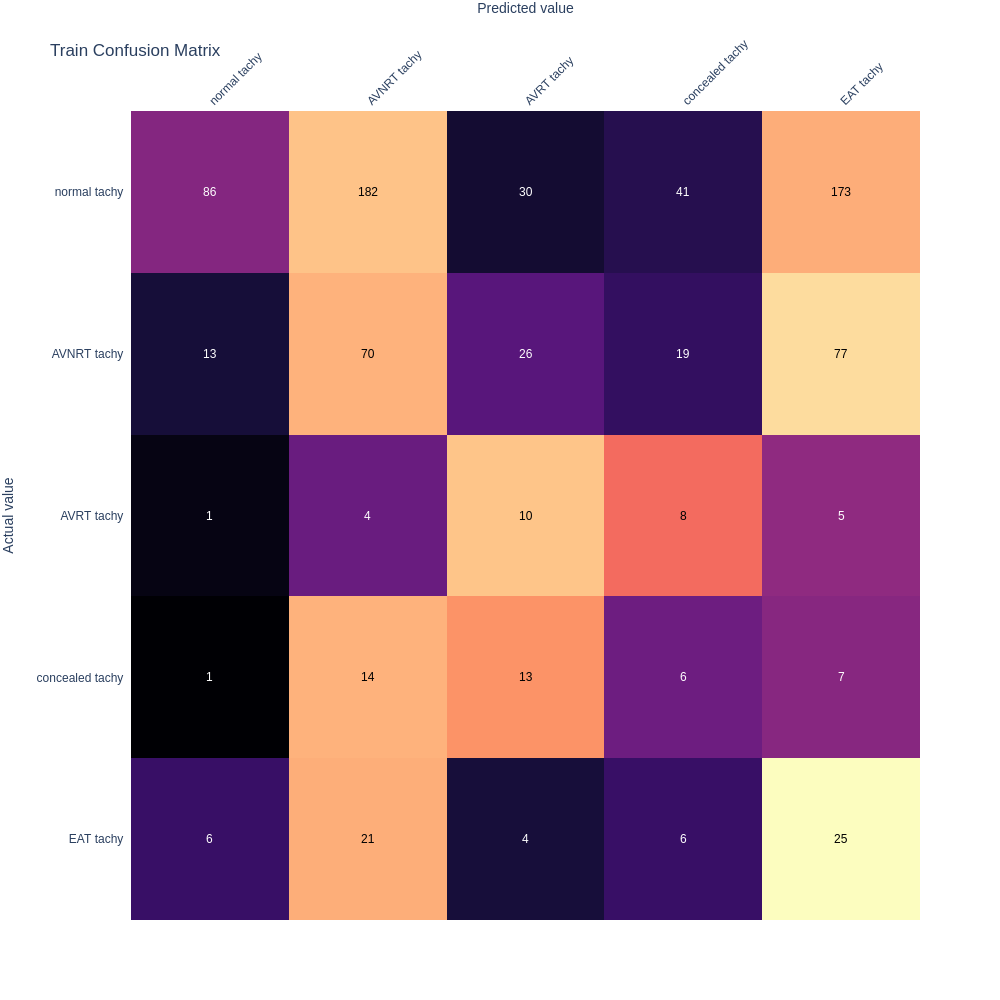 Predicted value
Train Confusion Matrix
normal tachy
AVNRT tachy
AVRT tachy
concealed tachy
EAT tachy
Actual value
normal tachy 86 182 30 41 173
AVNRT tachy 13 70 26 19 77
AVRT tachy 1 4 10 8 5
concealed tachy 1 14 13 6 7
EAT tachy 6 21 4 6 25